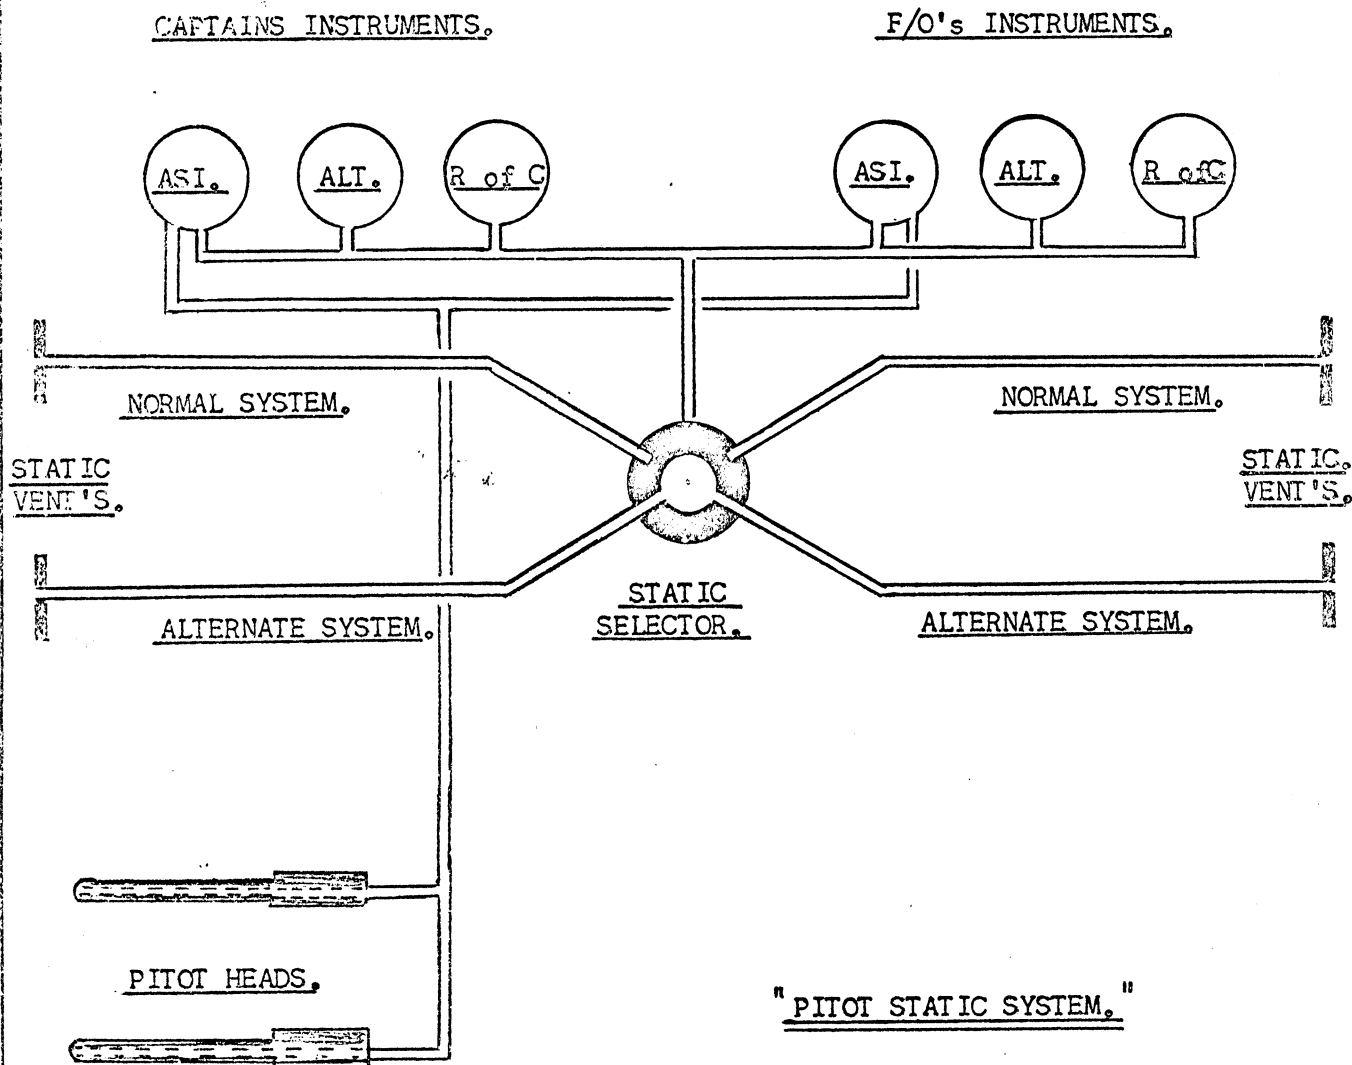 CAPTAINS INSTRUMENTS.
F/O's INSTRUMENTS.
ASI.
ALT.
R of C
ASI.
ALT.
R ofC
NORMAL SYSTEM.
NORMAL SYSTEM.
STATIC
VENT'S.
STATIC.
VENT'S.
STATIC
SELECTOR.
ALTERNATE SYSTEM.
ALTERNATE SYSTEM.
PITOT HEADS.
"PITOT STATIC SYSTEM."